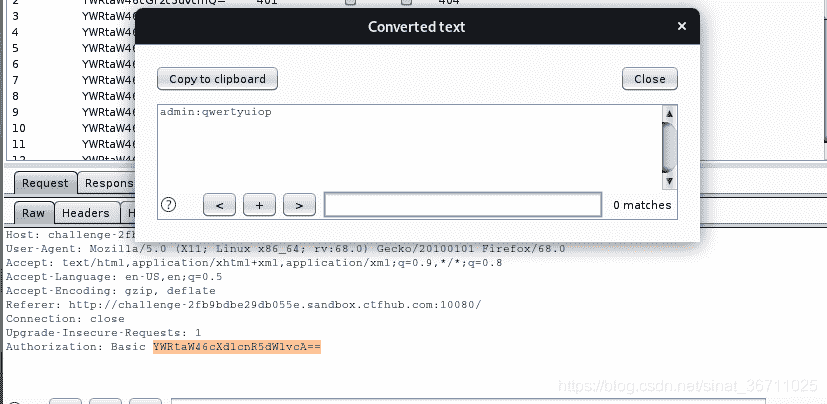 Converted text
×
2 401 404
3 YWRtaW46
4 YWRtaW46
5 YWRtaW46
6 YWRtaW46
7 YWRtaW46
8 YWRtaW46
9 YWRtaW46
10 YWRtaW46
11 YWRtaW46
12 YWRtaW46
Copy to clipboard Close
admin:qwertyuiop
? < + > 0 matches
Request Respons
Raw Headers H
Host: challenge-2fb
User-Agent: Mozilla/5.0 (X11; Linux x86_64; rv:68.0) Gecko/20100101 Firefox/68.0
Accept: text/html,application/xhtml+xml,application/xml;q=0.9,*/*;q=0.8
Accept-Language: en-US,en;q=0.5
Accept-Encoding: gzip, deflate
Referer: http://challenge-2fb9bdbe29db055e.sandbox.ctfhub.com:10080/
Connection: close
Upgrade-Insecure-Requests: 1
Authorization: Basic YWRtaW46cXdlcnR5dWlvcA==
https://blog.csdn.net/sinat_36711025